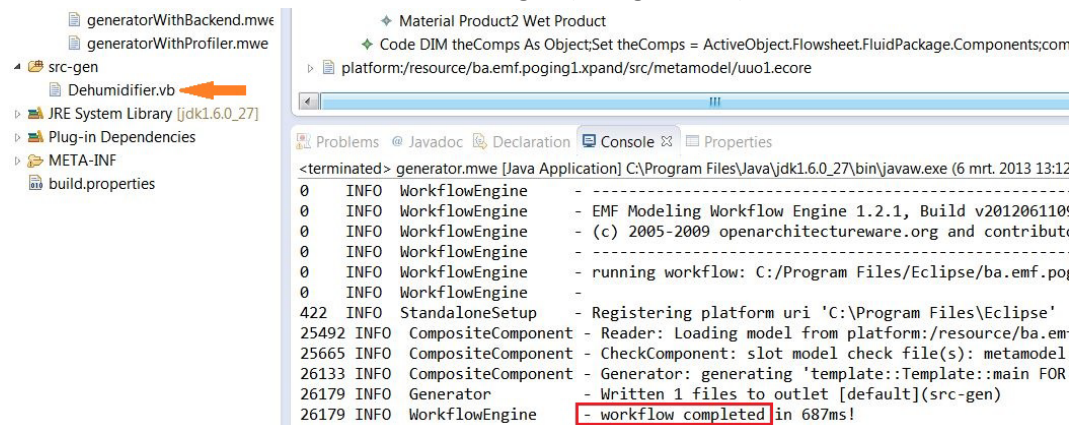 generatorWithBackend.mwe
generatorWithProfiler.mwe
src-gen
Dehumidifier.vb
JRE System Library [jdk1.6.0_27]
Plug-in Dependencies
META-INF
build.properties
Material Product2 Wet Product
Code DIM theComps As Object;Set theComps = ActiveObject.Flowsheet.FluidPackage.Components;com
platform:/resource/ba.emf.poging1.xpand/src/metamodel/uuo1.ecore
Problems @ Javadoc Declaration Console Properties
<terminated> generator.mwe [Java Application] C:\Program Files\Java\jdk1.6.0_27\bin\javaw.exe (6 mrt. 2013 13:12
0 INFO WorkflowEngine - --------------------------------------------------
0 INFO WorkflowEngine - EMF Modeling Workflow Engine 1.2.1, Build v2012061109
0 INFO WorkflowEngine - (c) 2005-2009 openarchitectureware.org and contributo
0 INFO WorkflowEngine - --------------------------------------------------
0 INFO WorkflowEngine - running workflow: C:/Program Files/Eclipse/ba.emf.pog
0 INFO WorkflowEngine -
422 INFO StandaloneSetup - Registering platform uri 'C:\Program Files\Eclipse'
25492 INFO CompositeComponent - Reader: Loading model from platform:/resource/ba.em
25665 INFO CompositeComponent - CheckComponent: slot model check file(s): metamodel
26133 INFO CompositeComponent - Generator: generating 'template::Template::main FOR
26179 INFO Generator - Written 1 files to outlet [default](src-gen)
26179 INFO WorkflowEngine - workflow completed in 687ms!